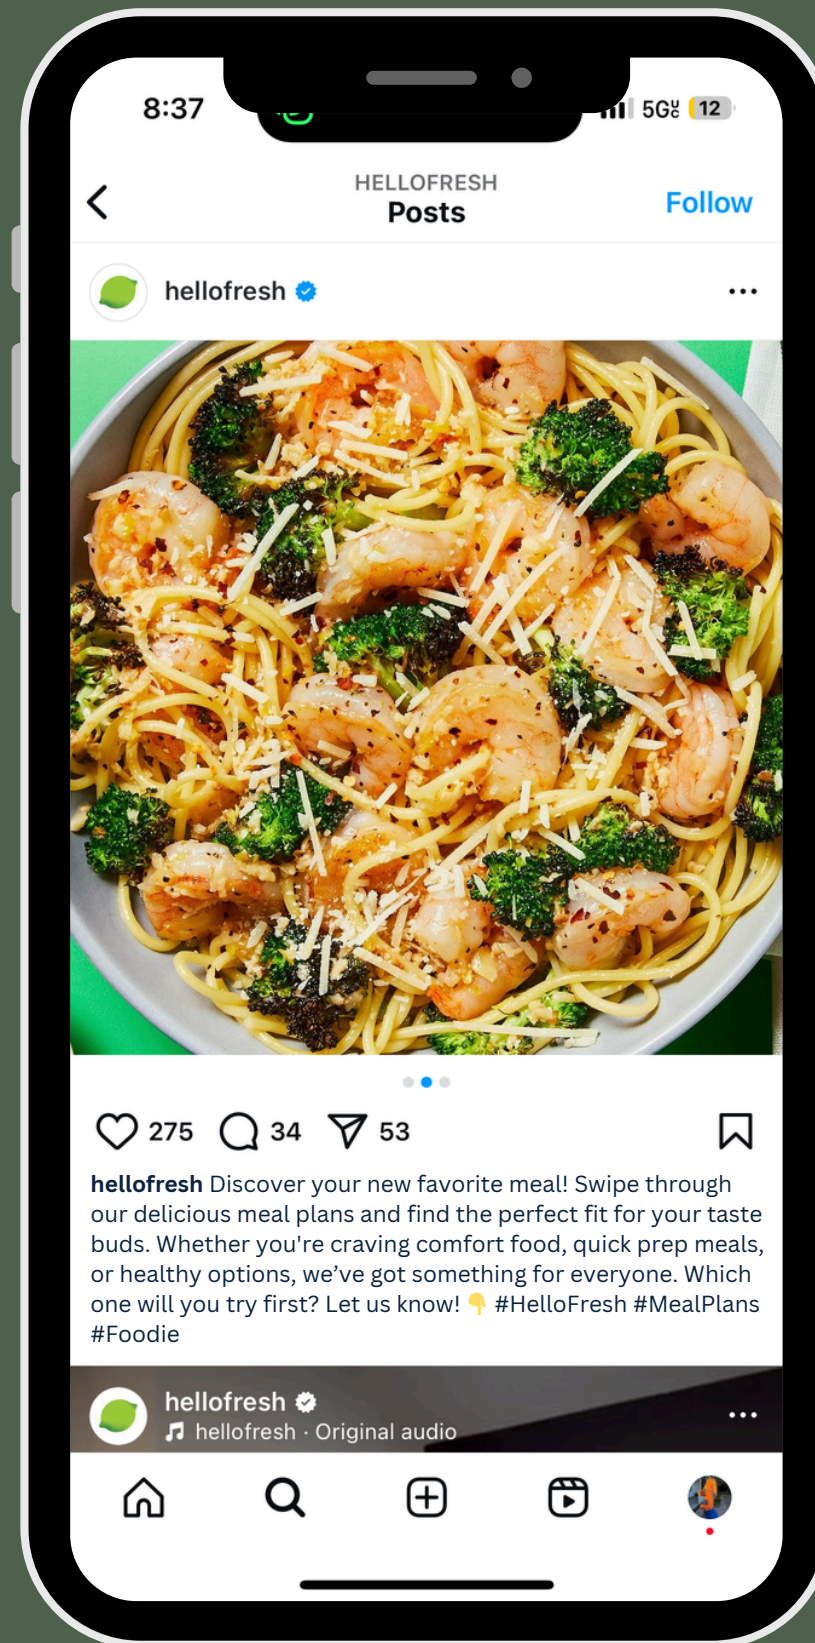 8:37
5G 12
HELLOFRESH
Posts
Follow
hellofresh
275 34 53
hellofresh Discover your new favorite meal! Swipe through
our delicious meal plans and find the perfect fit for your taste
buds. Whether you're craving comfort food, quick prep meals,
or healthy options, we’ve got something for everyone. Which
one will you try first? Let us know! 👇 #HelloFresh #MealPlans
#Foodie
hellofresh
hellofresh · Original audio